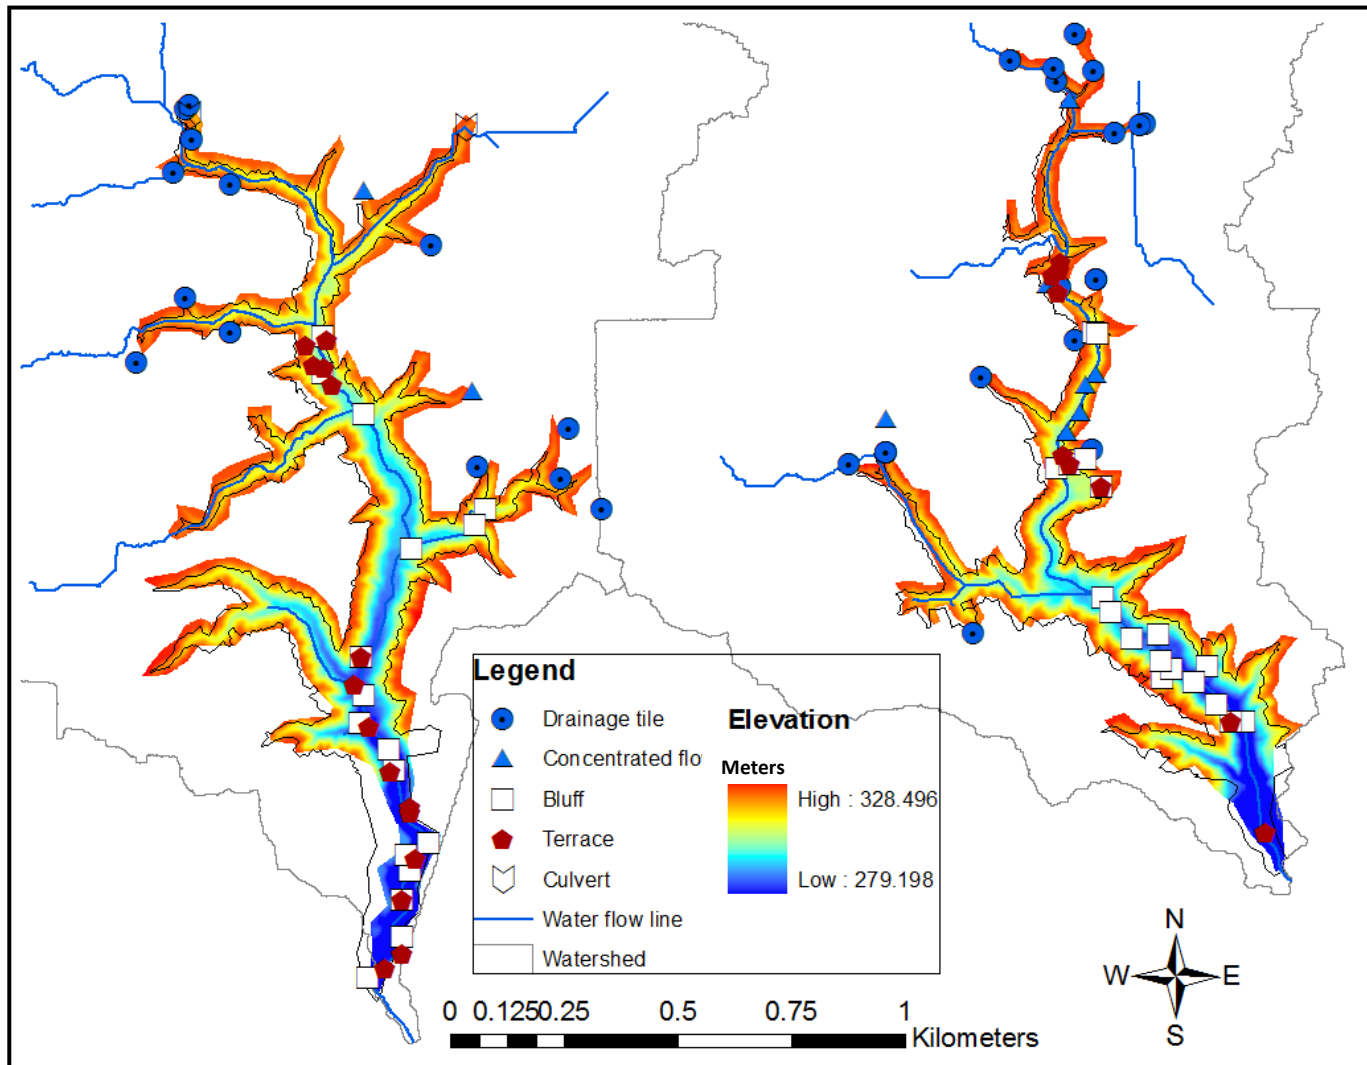 Legend
Drainage tile
Concentrated flo
Bluff
Terrace
Culvert
Water flow line
Watershed
Elevation
Meters
High : 328.496
Low : 279.198
N
W E
S
0 0.1250.25 0.5 0.75 1
Kilometers